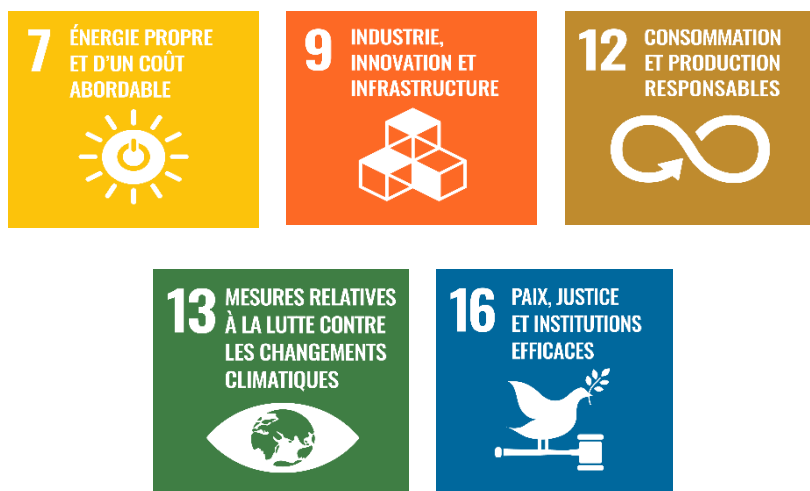 7 ÉNERGIE PROPRE
ET D'UN COÛT
ABORDABLE
9 INDUSTRIE,
INNOVATION ET
INFRASTRUCTURE
12 CONSOMMATION
ET PRODUCTION
RESPONSABLES
13 MESURES RELATIVES
À LA LUTTE CONTRE
LES CHANGEMENTS
CLIMATIQUES
16 PAIX, JUSTICE
ET INSTITUTIONS
EFFICACES